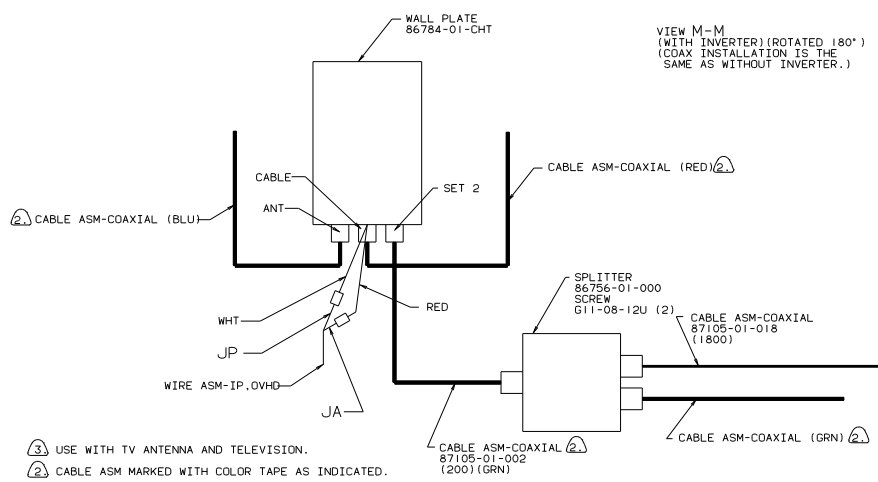 WALL PLATE
86784-01-CHT
VIEW M-M
(WITH INVERTER)(ROTATED 180°)
(COAX INSTALLATION IS THE
SAME AS WITHOUT INVERTER.)
CABLE
ANT
SET 2
CABLE ASM-COAXIAL (RED) 2.
2. CABLE ASM-COAXIAL (BLU)
WHT
RED
JP
WIRE ASM-IP,OVHD
JA
SPLITTER
86756-01-000
SCREW
G11-08-12U (2)
CABLE ASM-COAXIAL
87105-01-018
(1800)
CABLE ASM-COAXIAL 2.
87105-01-002
(200)(GRN)
CABLE ASM-COAXIAL (GRN) 2.
3. USE WITH TV ANTENNA AND TELEVISION.
2. CABLE ASM MARKED WITH COLOR TAPE AS INDICATED.